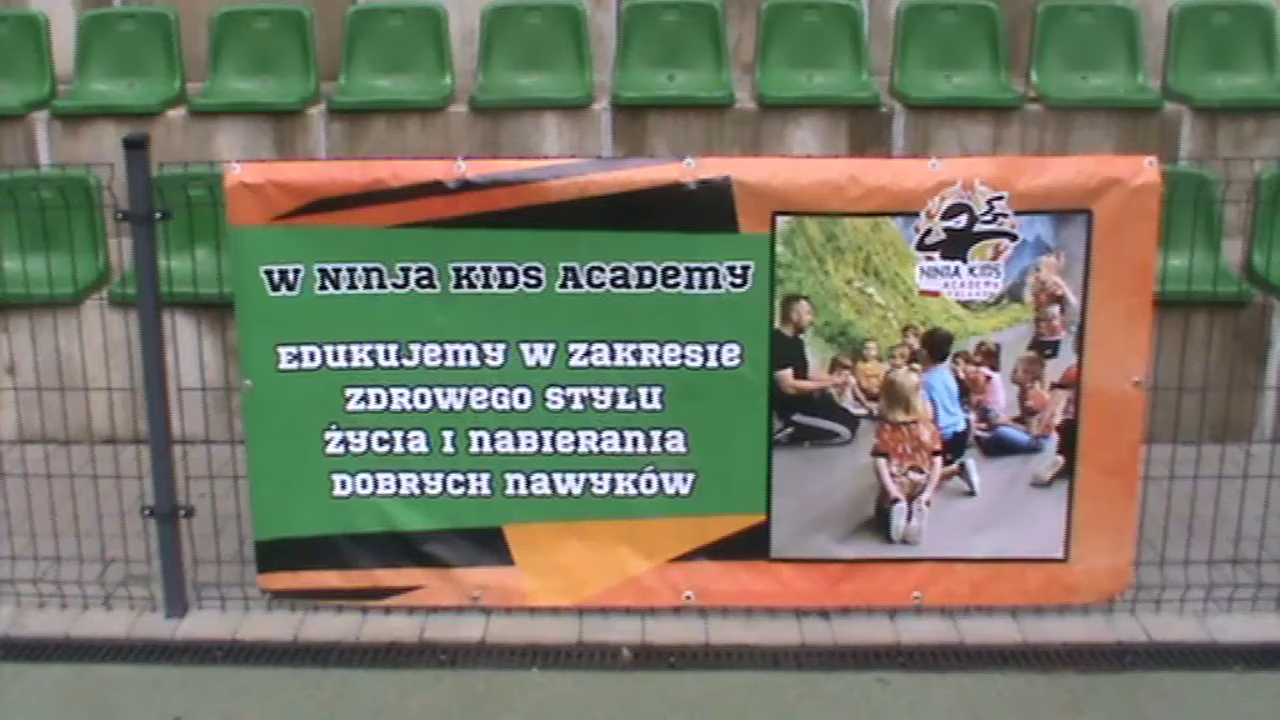 W NINJA KIDS ACADEMY
EDUKUJEMY W ZAKRESIE
ZDROWEGO STYLU
ŻYCIA I NABIERANIA
DOBRYCH NAWYKÓW
NINJA KIDS
ACADEMY